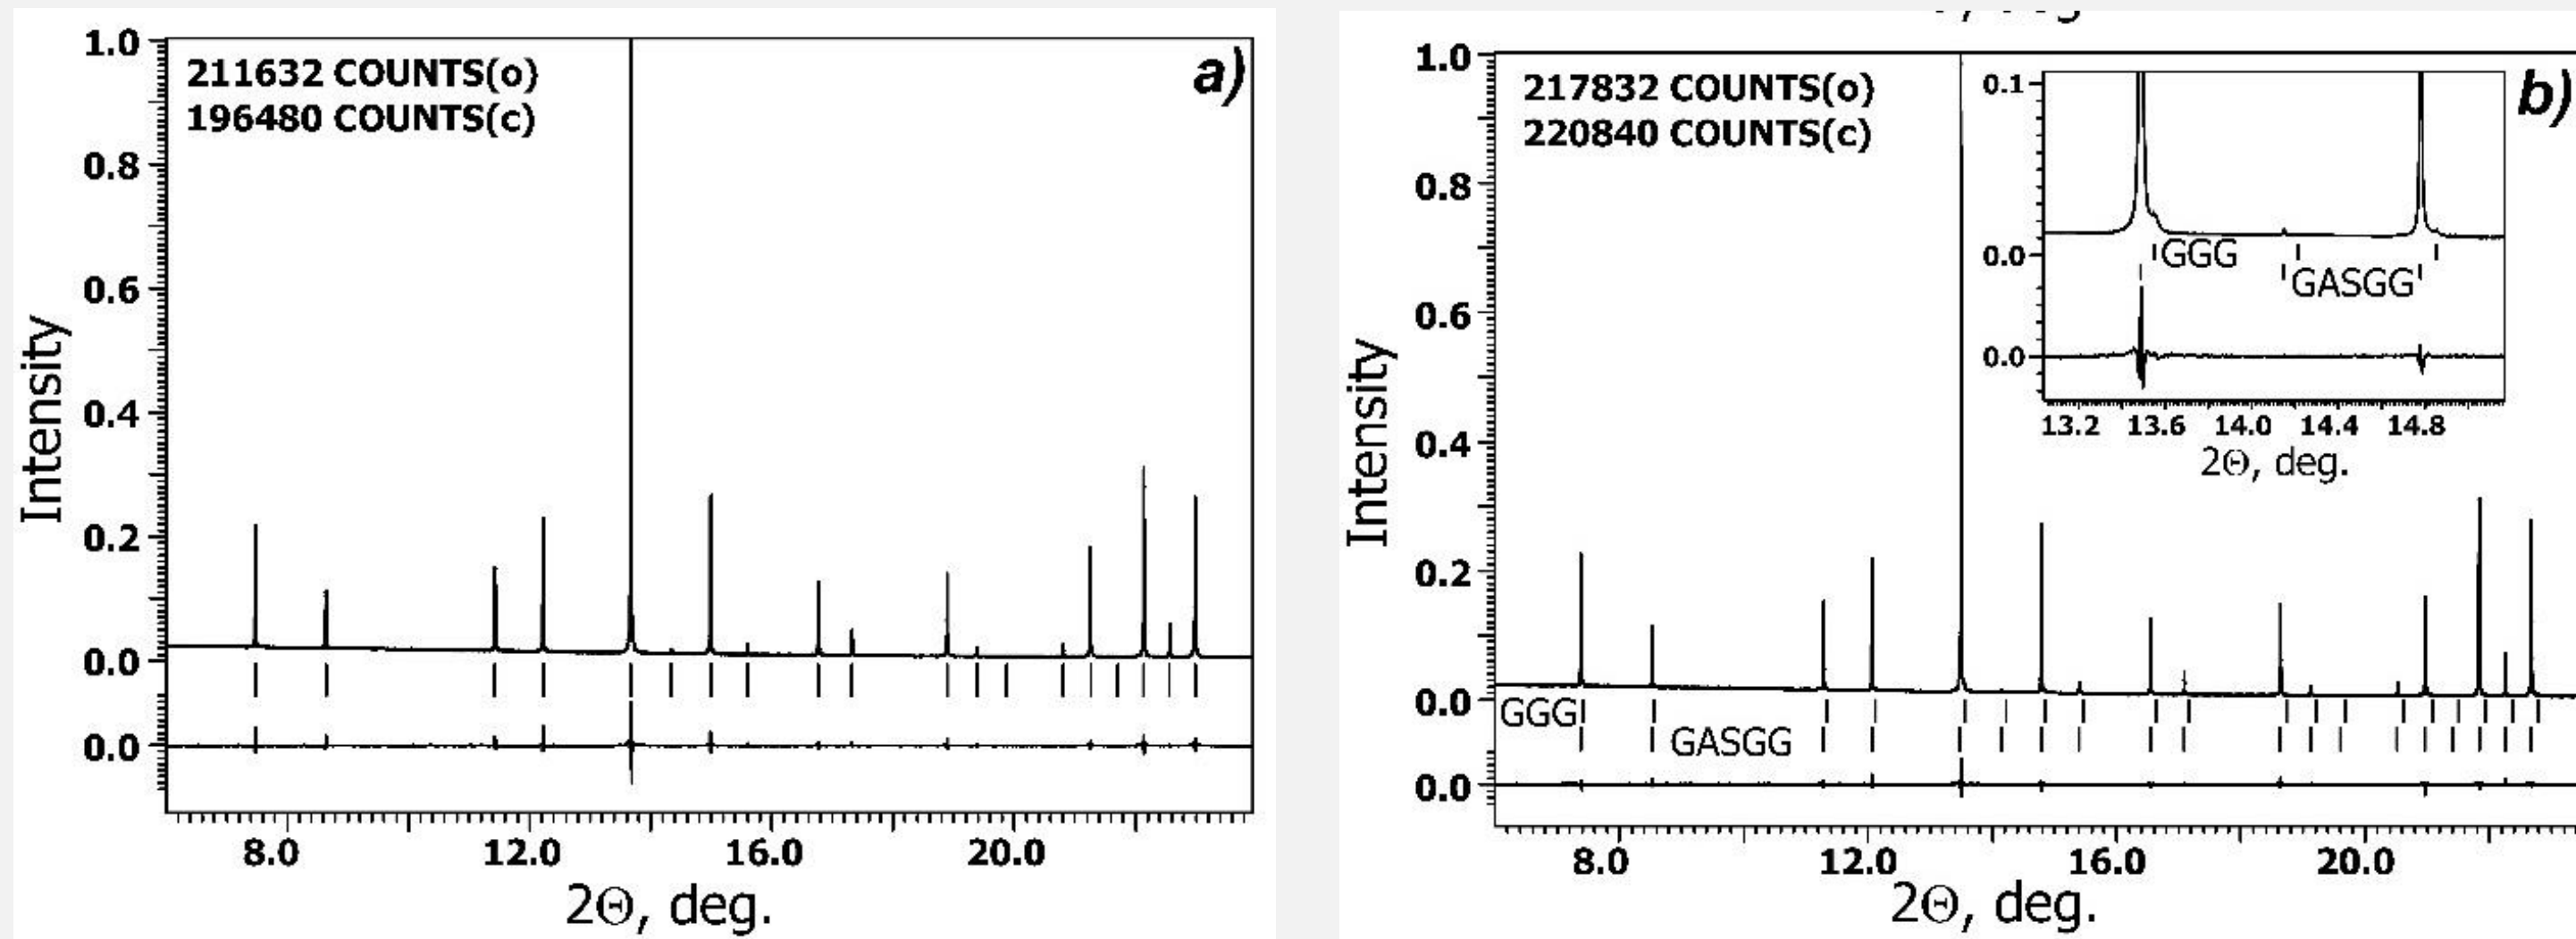 a)
211632 COUNTS(o)
196480 COUNTS(c)
Intensity
1.0
0.8
0.6
0.4
0.2
0.0
0.0
8.0 12.0 16.0 20.0
2Θ, deg.
b)
217832 COUNTS(o)
220840 COUNTS(c)
Intensity
1.0
0.8
0.6
0.4
0.2
0.0
0.0
GGG
GASGG
8.0 12.0 16.0 20.0
2Θ, deg.
0.1
0.0
0.0
GGG
GASGG
13.2 13.6 14.0 14.4 14.8
2Θ, deg.